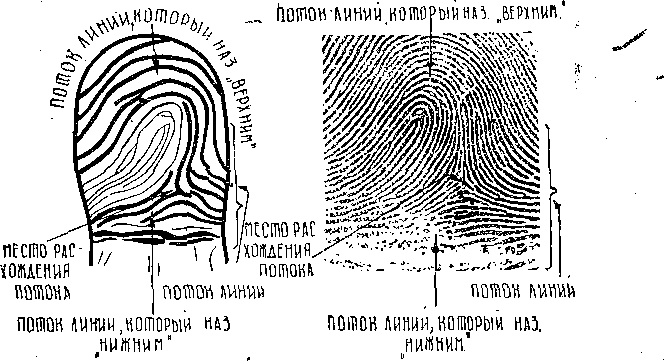 ПОТОК ЛИНИЙ, КОТОРЫЙ НАЗ. „ВЕРХНИМ“
ПОТОК ЛИНИЙ, КОТОРЫЙ НАЗ. „ВЕРХНИМ.“
МЕСТО РАС-
ХОЖДЕНИЯ
ПОТОКА
ПОТОК ЛИНИЙ
ПОТОК ЛИНИЙ, КОТОРЫЙ НАЗ
„НИЖНИМ“
МЕСТО РАС
ХОЖДЕНИЯ
ПОТОКА
ПОТОК ЛИНИЙ
ПОТОК ЛИНИЙ, КОТОРЫЙ НАЗ.
„НИЖНИМ.“